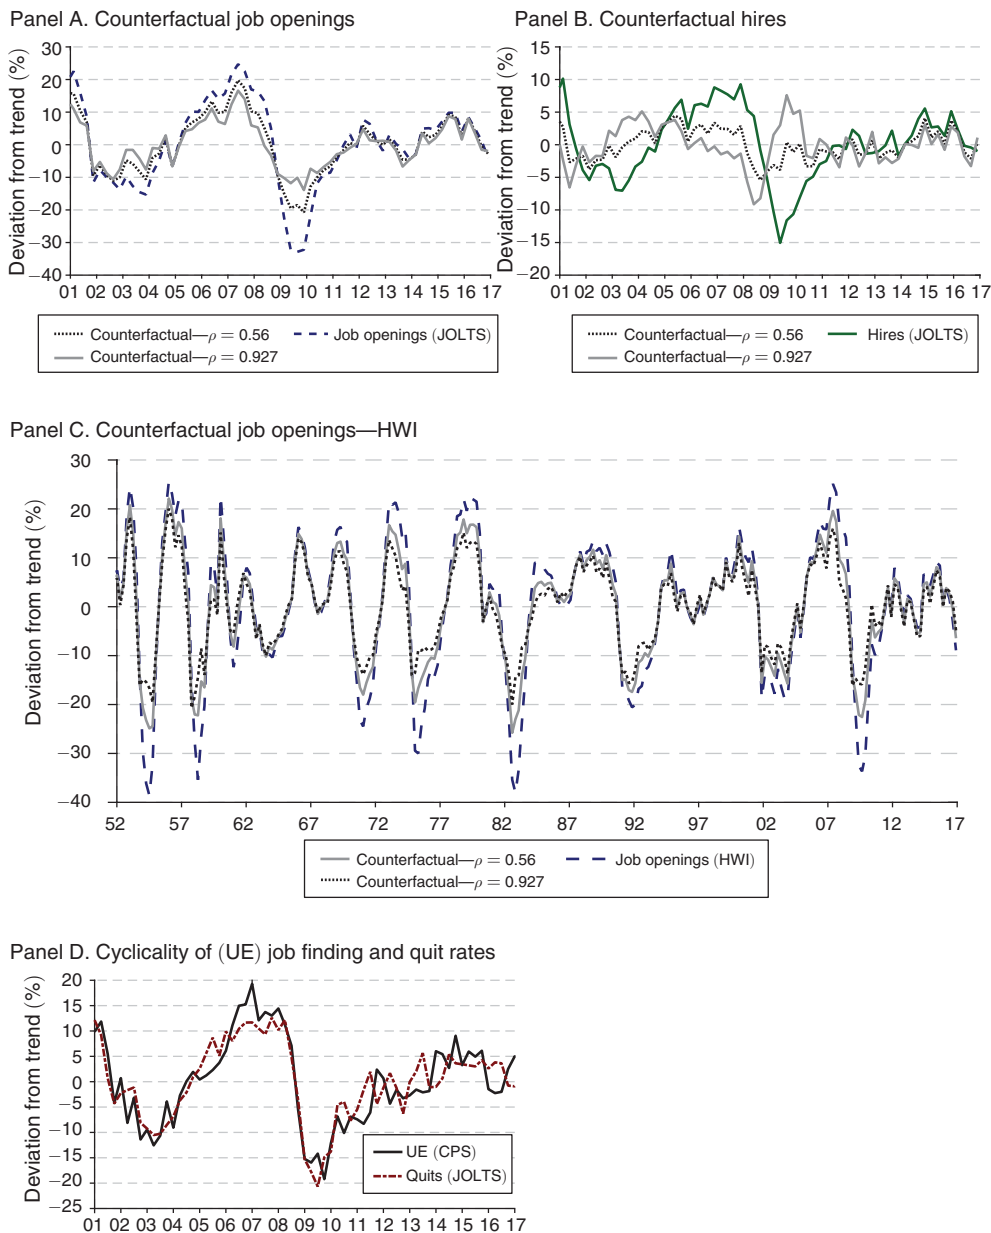 Panel A. Counterfactual job openings
Deviation from trend (%)
30
20
10
0
−10
−20
−30
−40
01 02 03 04 05 06 07 08 09 10 11 12 13 14 15 16 17
Counterfactual—ρ = 0.56
Job openings (JOLTS)
Counterfactual—ρ = 0.927
Panel B. Counterfactual hires
Deviation from trend (%)
15
10
5
0
−5
−10
−15
−20
01 02 03 04 05 06 07 08 09 10 11 12 13 14 15 16 17
Counterfactual—ρ = 0.56
Hires (JOLTS)
Counterfactual—ρ = 0.927
Panel C. Counterfactual job openings—HWI
Deviation from trend (%)
30
20
10
0
−10
−20
−30
−40
52 57 62 67 72 77 82 87 92 97 02 07 12 17
Counterfactual—ρ = 0.56
Job openings (HWI)
Counterfactual—ρ = 0.927
Panel D. Cyclicality of (UE) job finding and quit rates
Deviation from trend (%)
20
15
10
5
0
−5
−10
−15
−20
−25
01 02 03 04 05 06 07 08 09 10 11 12 13 14 15 16 17
UE (CPS)
Quits (JOLTS)